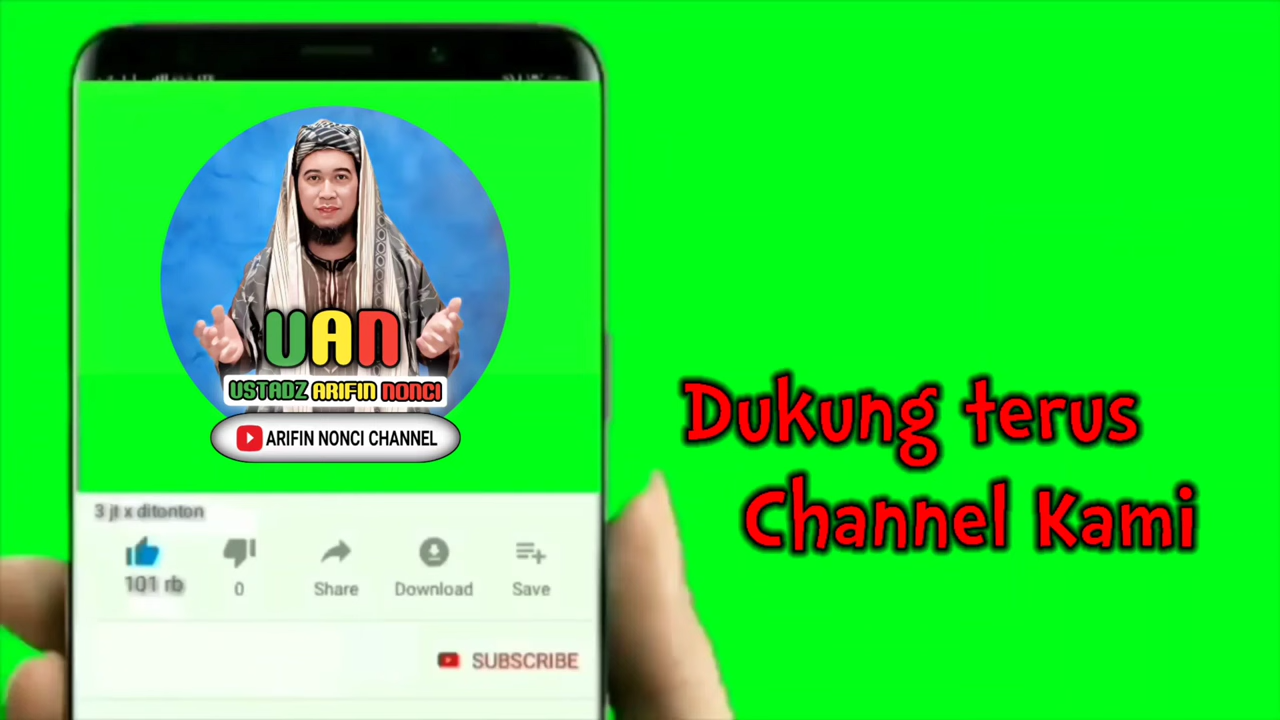 UAN
USTADZ ARIFIN NONCI
ARIFIN NONCI CHANNEL
3 jt x ditonton
101 rb
0
Share
Download
Save
SUBSCRIBE
Dukung terus
Channel Kami